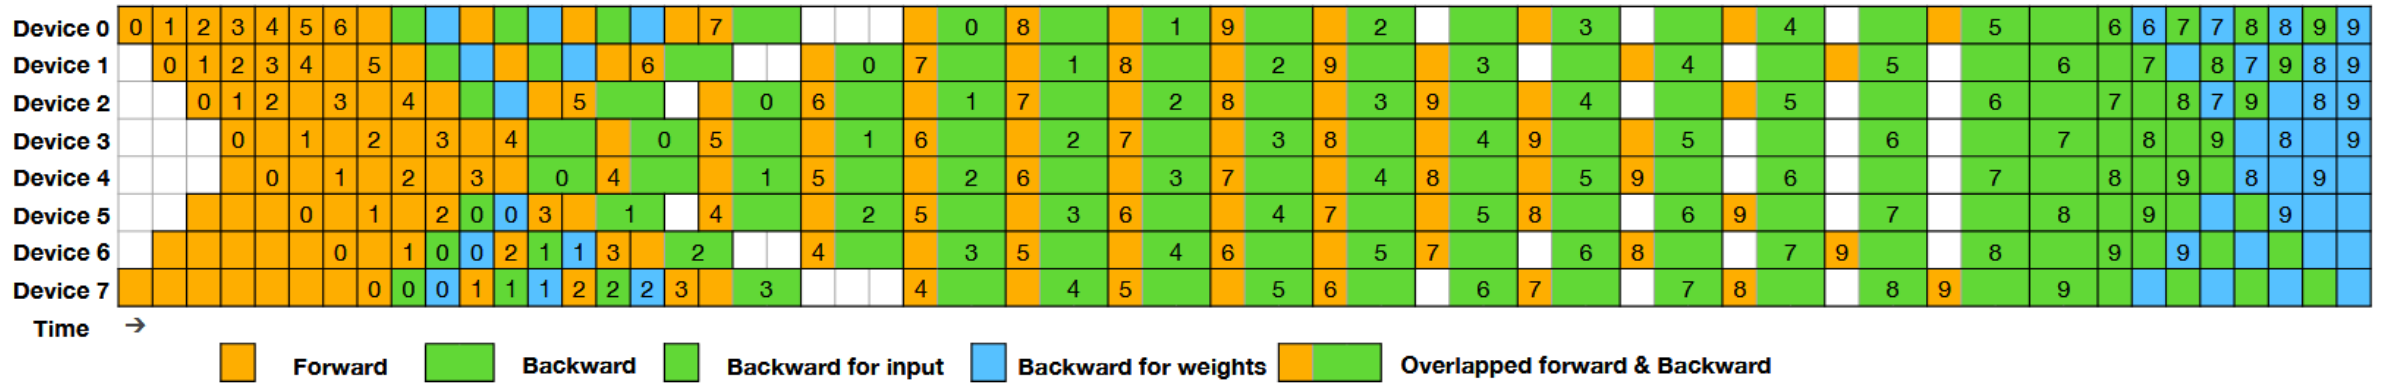 Device 0 0 1 2 3 4 5 6 7 0 8 1 9 2 3 4 5 6 6 7 7 8 8 9 9
Device 1 0 1 2 3 4 5 6 0 7 1 8 2 9 3 4 5 6 7 8 7 9 8 9
Device 2 0 1 2 3 4 5 0 6 1 7 2 8 3 9 4 5 6 7 8 7 9 8 9
Device 3 0 1 2 3 4 0 5 1 6 2 7 3 8 4 9 5 6 7 8 9 8 9
Device 4 0 1 2 3 0 4 1 5 2 6 3 7 4 8 5 9 6 7 8 9 8 9
Device 5 0 1 2 0 0 3 1 4 2 5 3 6 4 7 5 8 6 9 7 8 9 9
Device 6 0 1 0 0 2 1 1 3 2 4 3 5 4 6 5 7 6 8 7 9 8 9 9
Device 7 0 0 0 1 1 1 2 2 2 3 3 4 4 5 5 6 6 7 7 8 8 9 9
Time →
Forward Backward Backward for input Backward for weights Overlapped forward & Backward